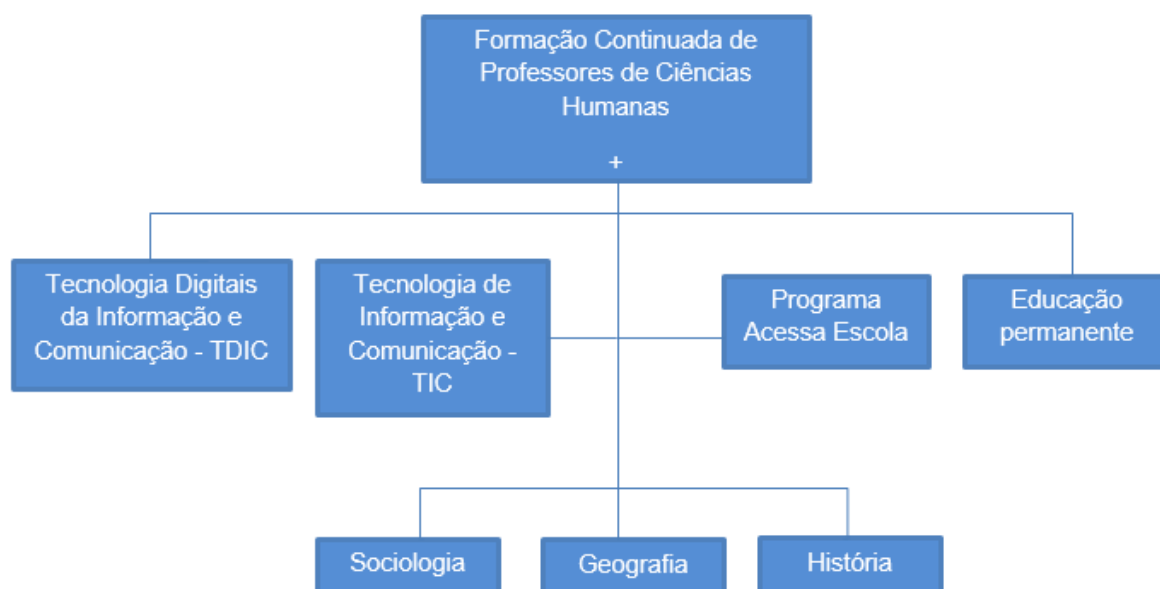 Formação Continuada de
Professores de Ciências
Humanas
+
Tecnologia Digitais
da Informação e
Comunicação - TDIC
Tecnologia de
Informação e
Comunicação -
TIC
Programa
Acessa Escola
Educação
permanente
Sociologia
Geografia
História